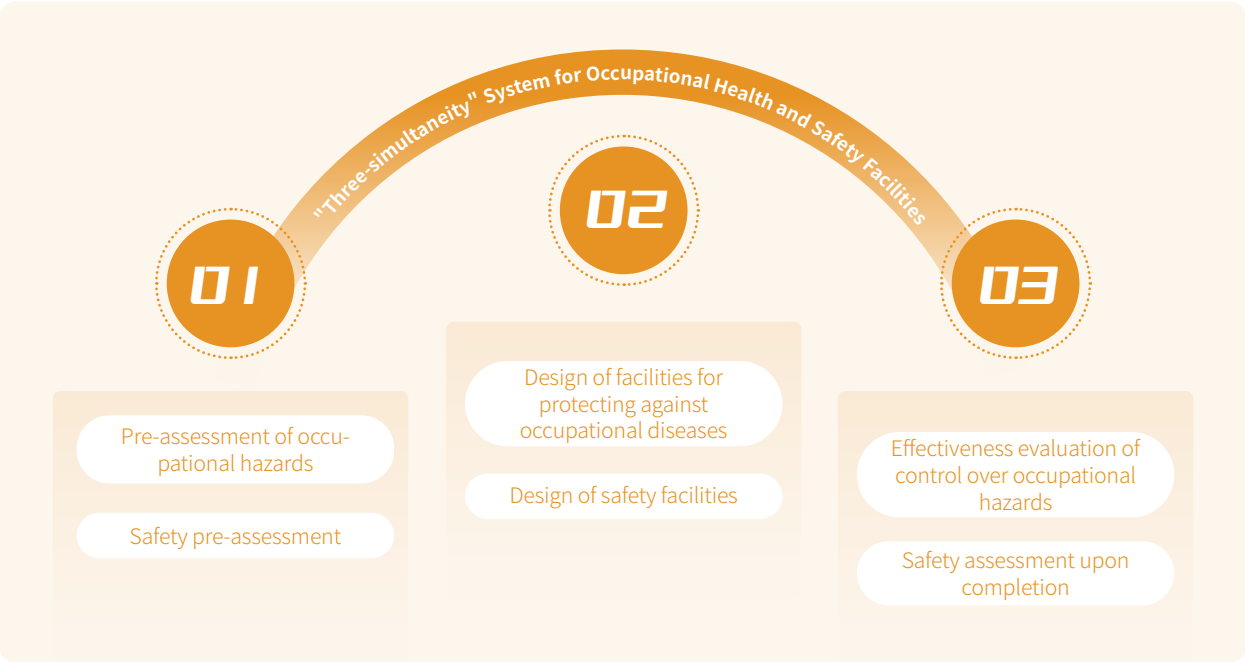 "Three-simultaneity" System for Occupational Health and Safety Facilities
01
Pre-assessment of occu-
pational hazards
Safety pre-assessment
02
Design of facilities for
protecting against
occupational diseases
Design of safety facilities
03
Effectiveness evaluation of
control over occupational
hazards
Safety assessment upon
completion